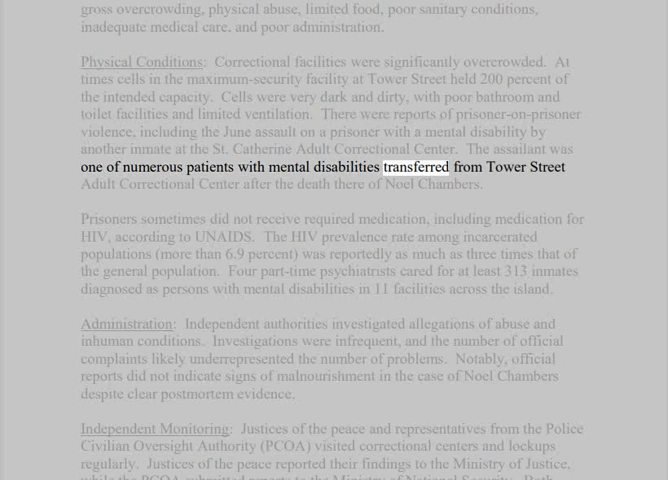 gross overcrowding, physical abuse, limited food, poor sanitary conditions,
inadequate medical care, and poor administration.
Physical Conditions: Correctional facilities were significantly overcrowded. At
times cells in the maximum-security facility at Tower Street held 200 percent of
the intended capacity. Cells were very dark and dirty, with poor bathroom and
toilet facilities and limited ventilation. There were reports of prisoner-on-prisoner
violence, including the June assault on a prisoner with a mental disability by
another inmate at the St. Catherine Adult Correctional Center. The assailant was
one of numerous patients with mental disabilities transferred from Tower Street
Adult Correctional Center after the death there of Noel Chambers.
Prisoners sometimes did not receive required medication, including medication for
HIV, according to UNAIDS. The HIV prevalence rate among incarcerated
populations (more than 6.9 percent) was reportedly as much as three times that of
the general population. Four part-time psychiatrists cared for at least 313 inmates
diagnosed as persons with mental disabilities in 11 facilities across the island.
Administration: Independent authorities investigated allegations of abuse and
inhuman conditions. Investigations were infrequent, and the number of official
complaints likely underrepresented the number of problems. Notably, official
reports did not indicate signs of malnourishment in the case of Noel Chambers
despite clear postmortem evidence.
Independent Monitoring: Justices of the peace and representatives from the Police
Civilian Oversight Authority (PCOA) visited correctional centers and lockups
regularly. Justices of the peace reported their findings to the Ministry of Justice,
while the PCOA submitted reports to the Ministry of National Security. Both